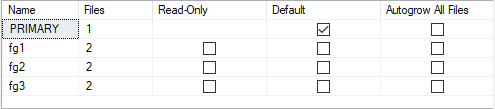 Name Files Read-Only Default Autogrow All Files
PRIMARY 1
fg1 2
fg2 2
fg3 2